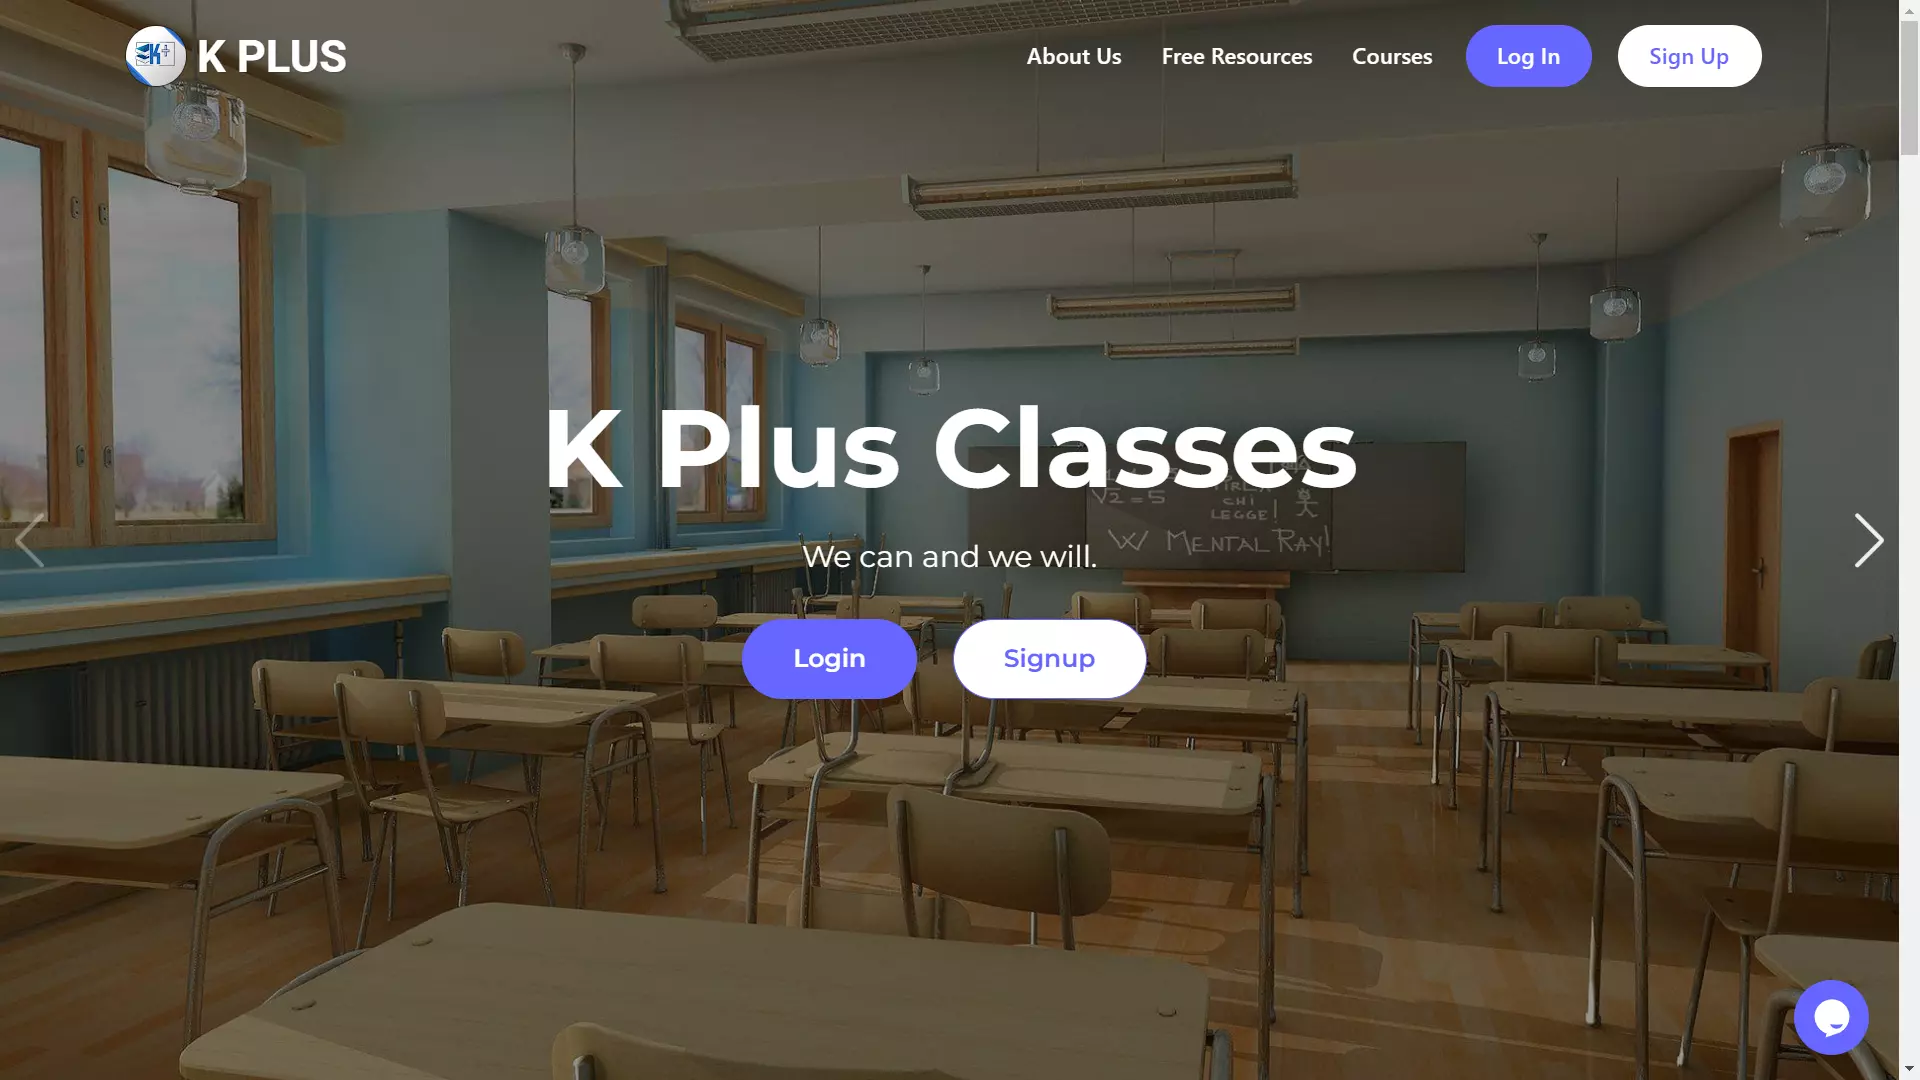 K PLUS
About Us
Free Resources
Courses
Log In
Sign Up
K Plus Classes
We can and we will.
√2 = 5
CHI
LEGGE!
W MENTAL RAY!
Login
Signup